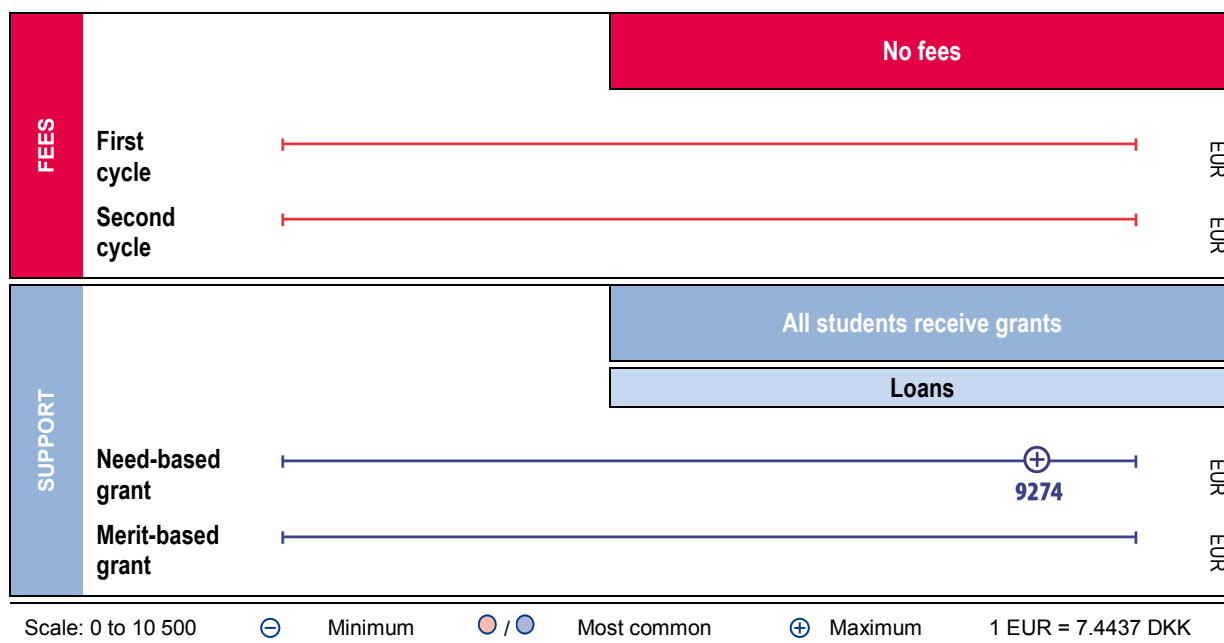 No fees
FEES
First
cycle
EUR
Second
cycle
EUR
All students receive grants
Loans
SUPPORT
Need-based
grant
9274
EUR
Merit-based
grant
EUR
Scale: 0 to 10 500 Minimum / Most common Maximum 1 EUR = 7.4437 DKK